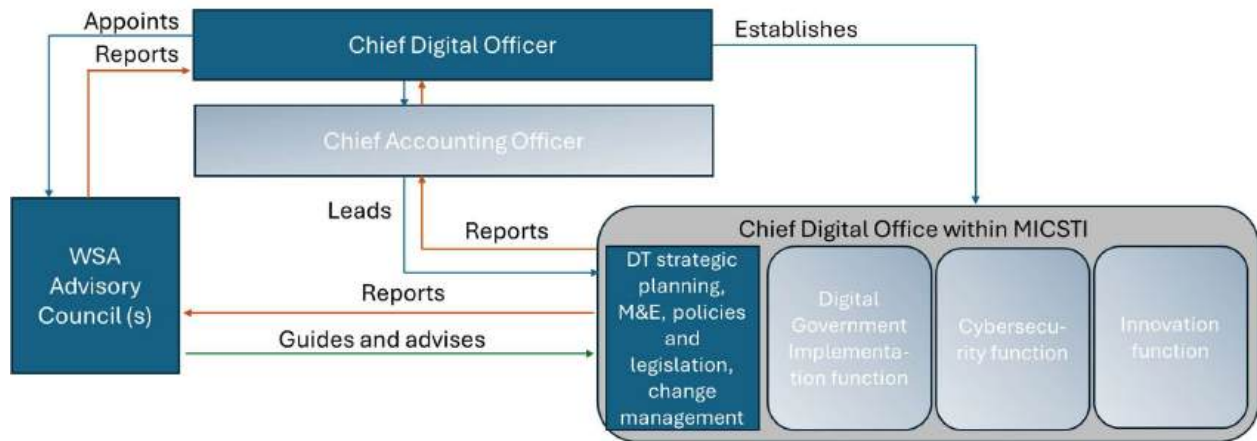 Appoints
Reports
Chief Digital Officer
Establishes
Chief Accounting Officer
Leads
Reports
WSA
Advisory
Council (s)
Reports
Guides and advises
Chief Digital Office within MICSTI
DT strategic
planning,
M&E, policies
and
legislation,
change
management
Digital
Government
Implementa-
tion function
Cybersecu-
rity function
Innovation
function